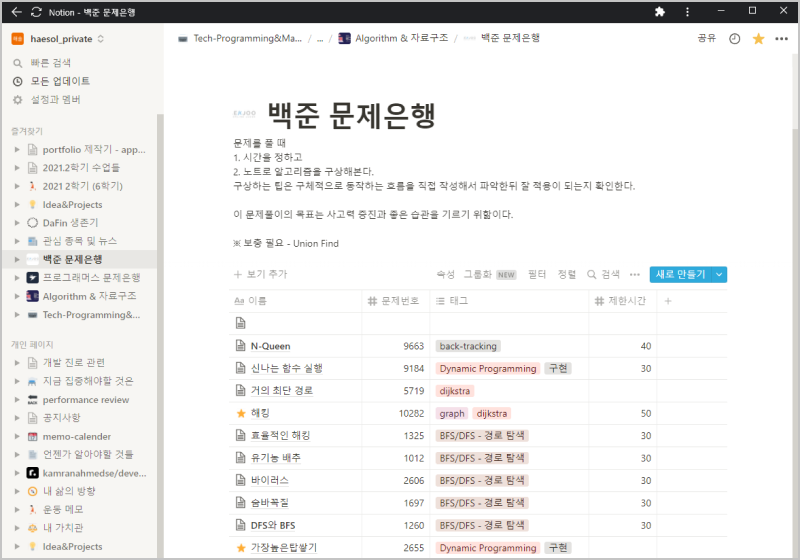 Notion - 백준 문제은행
haesol_private
빠른 검색
모든 업데이트
설정과 멤버
즐겨찾기
portfolio 제작기 - app...
2021.2학기 수업들
2021 2학기 (6학기)
Idea&Projects
DaFin 생존기
관심 종목 및 뉴스
백준 문제은행
프로그래머스 문제은행
Algorithm & 자료구조
Tech-Programming&...
개인 페이지
개발 진로 관련
지금 집중해야할 것은
performance review
공지사항
memo-calender
언젠가 알아야할 것들
kamranahmedse/deve...
내 삶의 방향
운동 메모
내 가치관
Idea&Projects
Tech-Programming&Ma... / ... / Algorithm & 자료구조 / 백준 문제은행
공유
백준 문제은행
문제를 풀 때
1. 시간을 정하고
2. 노트로 알고리즘을 구상해본다.
구상하는 팁은 구체적으로 동작하는 흐름을 직접 작성해서 파악한뒤 잘 적용이 되는지 확인한다.
이 문제풀이의 목표는 사고력 증진과 좋은 습관을 기르기 위함이다.
※ 보충 필요 - Union Find
+ 보기 추가 속성 그룹화 NEW 필터 정렬 검색 ... 새로 만들기
Aa 이름 # 문제번호 태그 # 제한시간 +
N-Queen 9663 back-tracking 40
신나는 함수 실행 9184 Dynamic Programming 구현 30
거의 최단 경로 5719 dijkstra
해킹 10282 graph dijkstra 50
효율적인 해킹 1325 BFS/DFS - 경로 탐색 30
유기농 배추 1012 BFS/DFS - 경로 탐색 30
바이러스 2606 BFS/DFS - 경로 탐색 30
숨바꼭질 1697 BFS/DFS - 경로 탐색 30
DFS와 BFS 1260 BFS/DFS - 경로 탐색 30
가장높은탑쌓기 2655 Dynamic Programming 구현